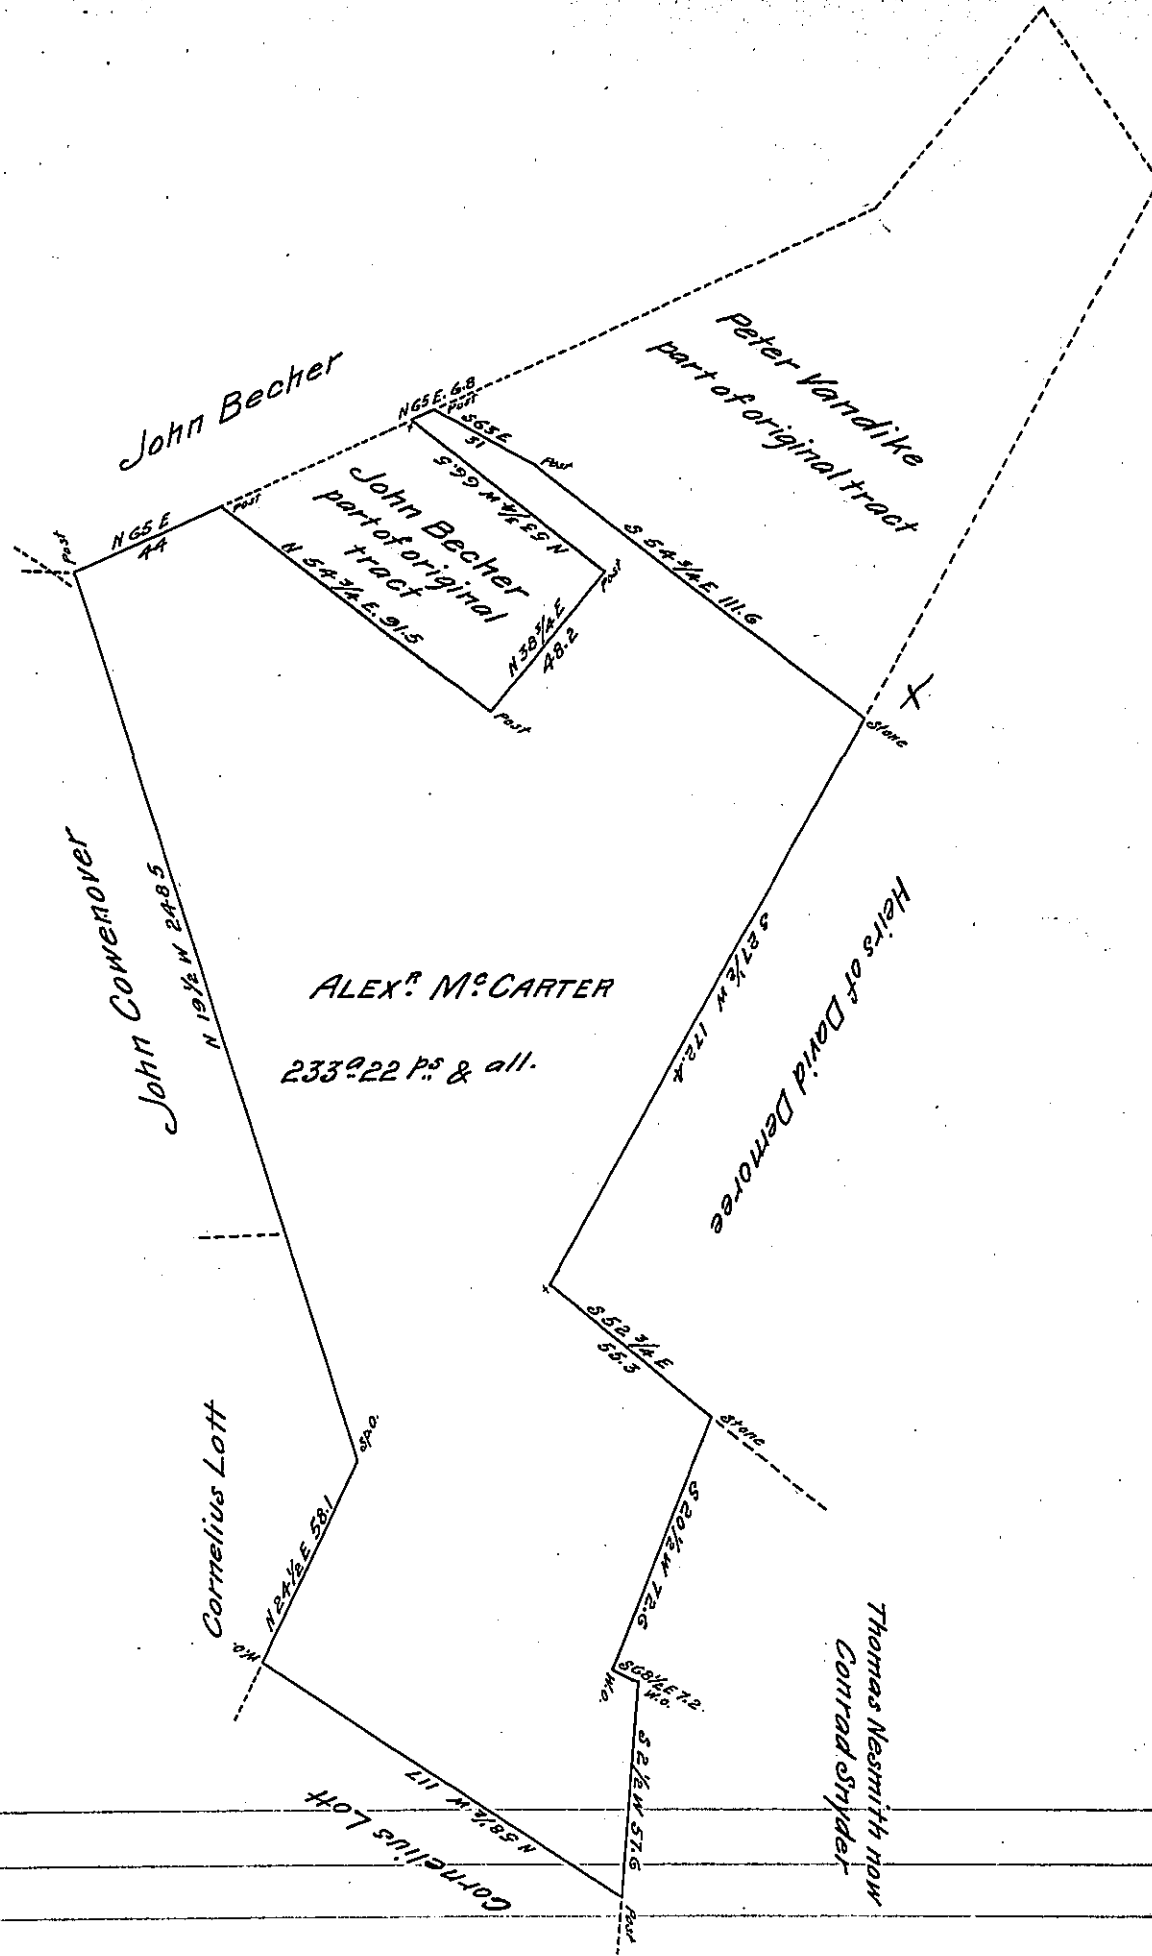 Peter Vandike
part of original tract
John Becher
N 65 E. 6.8
Post
S 63 E
31
Post
N 53 3/4 W 66.5
John Becher
part of original
tract
N 65 E
44
Post
Post
N 54 3/4 E. 91.5
N 38 3/4 E
48.2
Post
Post
S 54 3/4 E 111.6
X
Stone
John Cowenover
N 19 1/2 W 248 5
ALEXR. Mc.CARTER
233a 22 ps & all.
S 27 1/2 W 172.4
Heirs of David Demoree
S 52 3/4 E
55.3
Stone
Sp.O.
Cornelius Lott
N 24 1/2 E 58.1
W.O.
S 20 1/2 W 72.6
W.O.
S 68 1/2 E 7.2.
W.O.
S 2 1/2 W 57.6
Thomas Nesmith now
Conrad Snyder
N 58 1/2 W 117
Cornelius Lott
Post